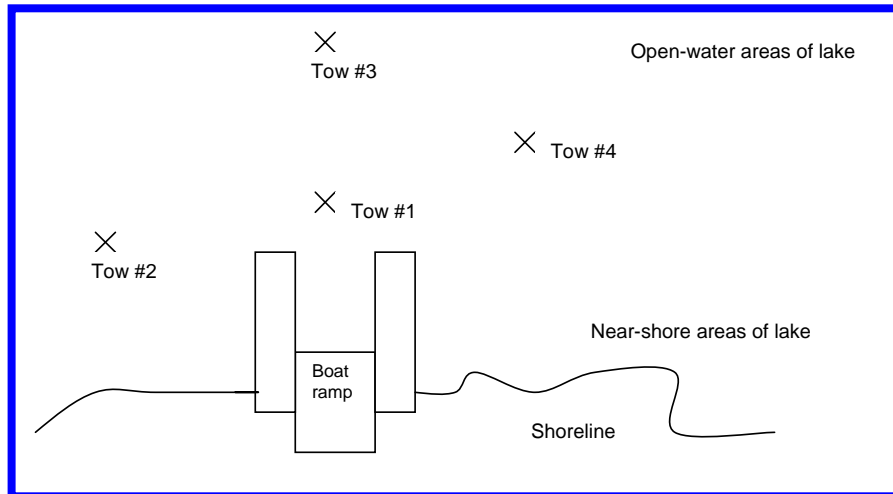 Open-water areas of lake
Tow #3
Tow #4
Tow #1
Tow #2
Near-shore areas of lake
Boat
ramp
Shoreline